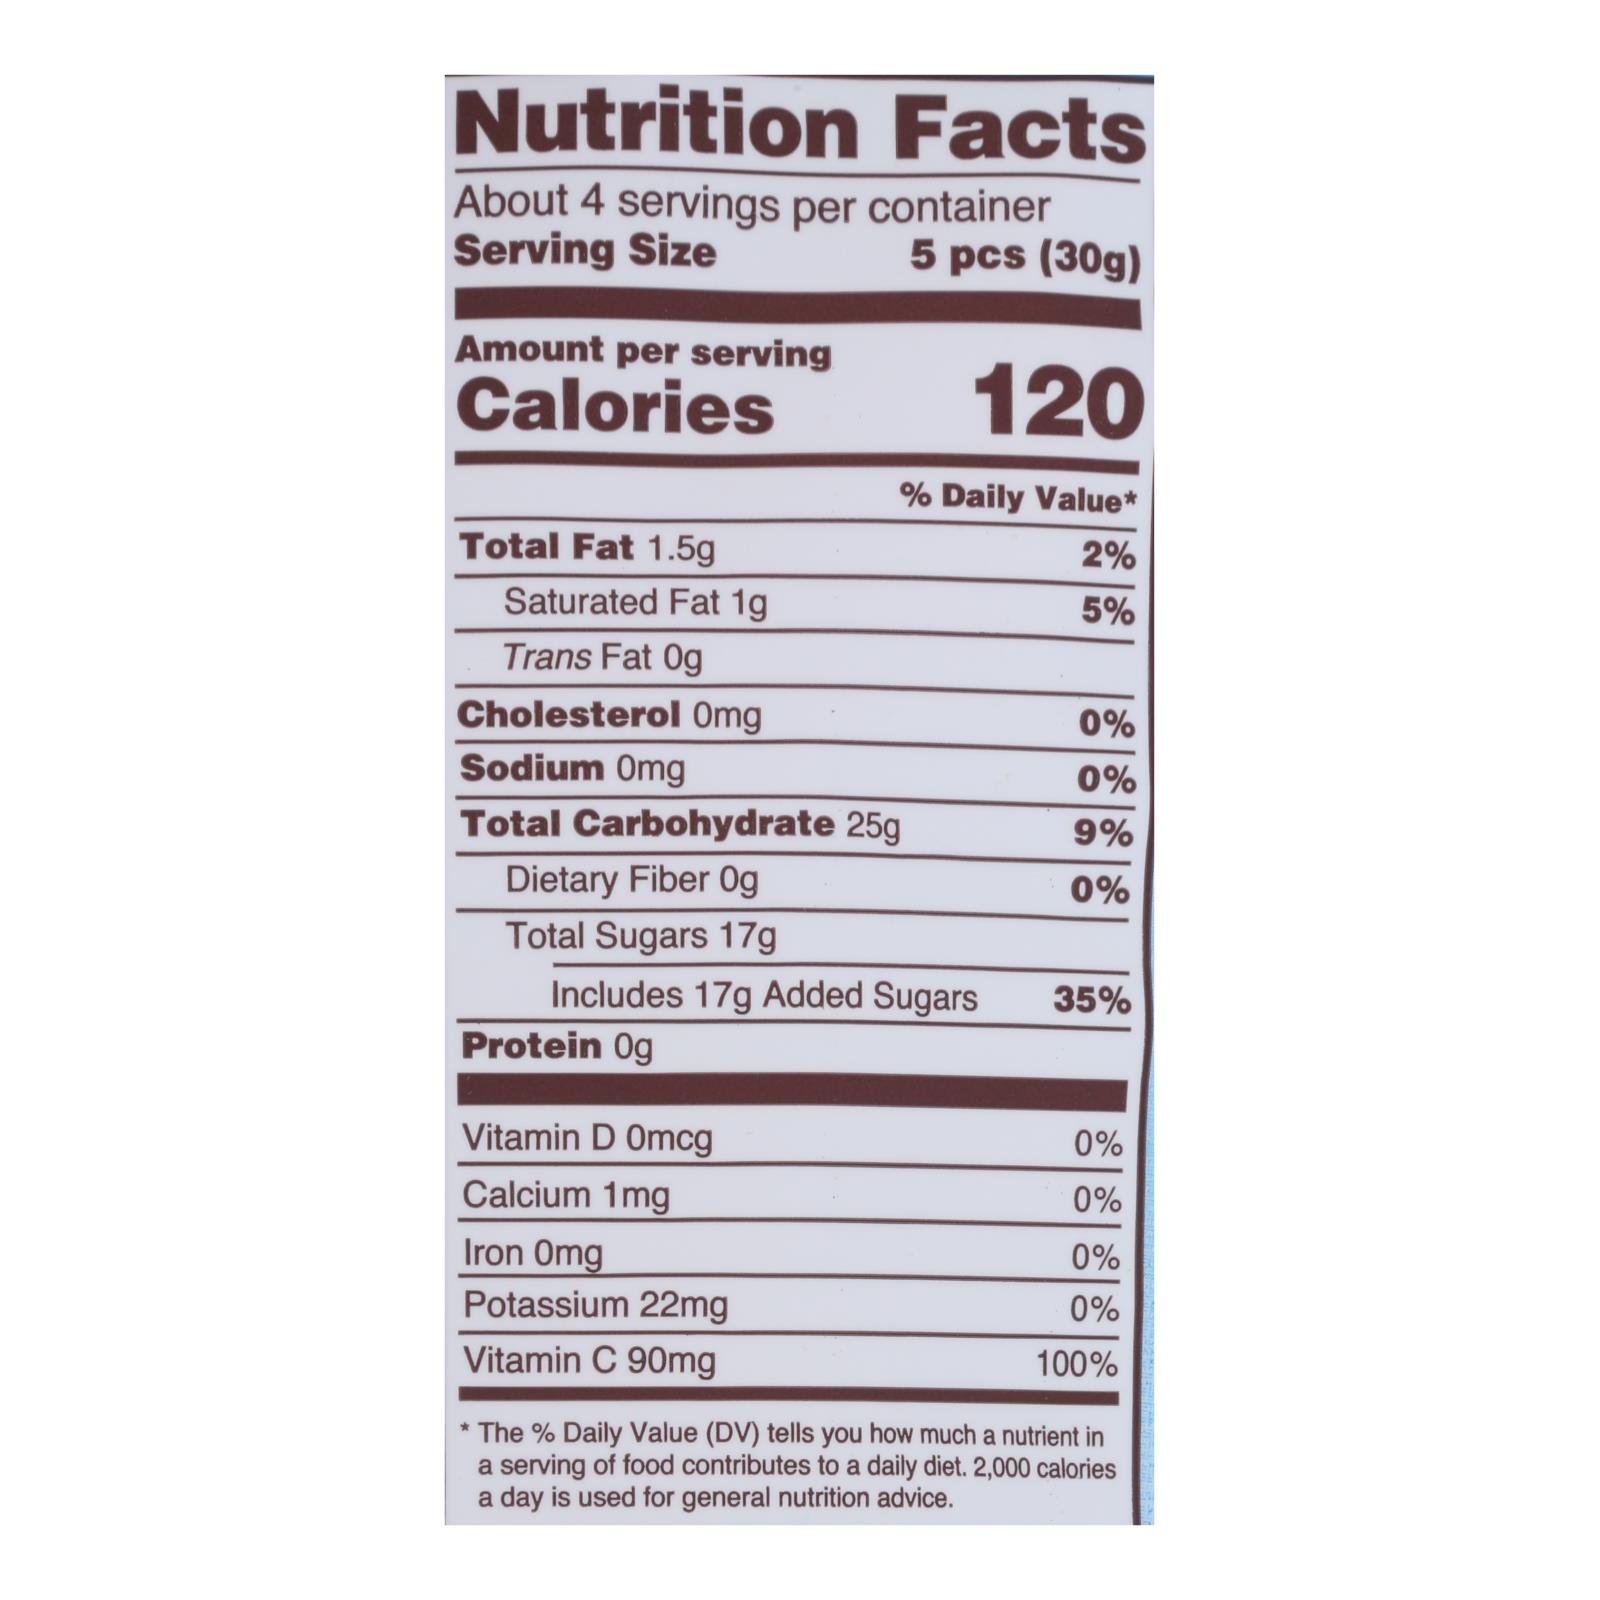 Nutrition Facts
About 4 servings per container
Serving Size 5 pcs (30g)
Amount per serving
Calories 120
% Daily Value*
Total Fat 1.5g 2%
Saturated Fat 1g 5%
Trans Fat 0g
Cholesterol 0mg 0%
Sodium 0mg 0%
Total Carbohydrate 25g 9%
Dietary Fiber 0g 0%
Total Sugars 17g
Includes 17g Added Sugars 35%
Protein 0g
Vitamin D 0mcg 0%
Calcium 1mg 0%
Iron 0mg 0%
Potassium 22mg 0%
Vitamin C 90mg 100%
* The % Daily Value (DV) tells you how much a nutrient in
a serving of food contributes to a daily diet. 2,000 calories
a day is used for general nutrition advice.